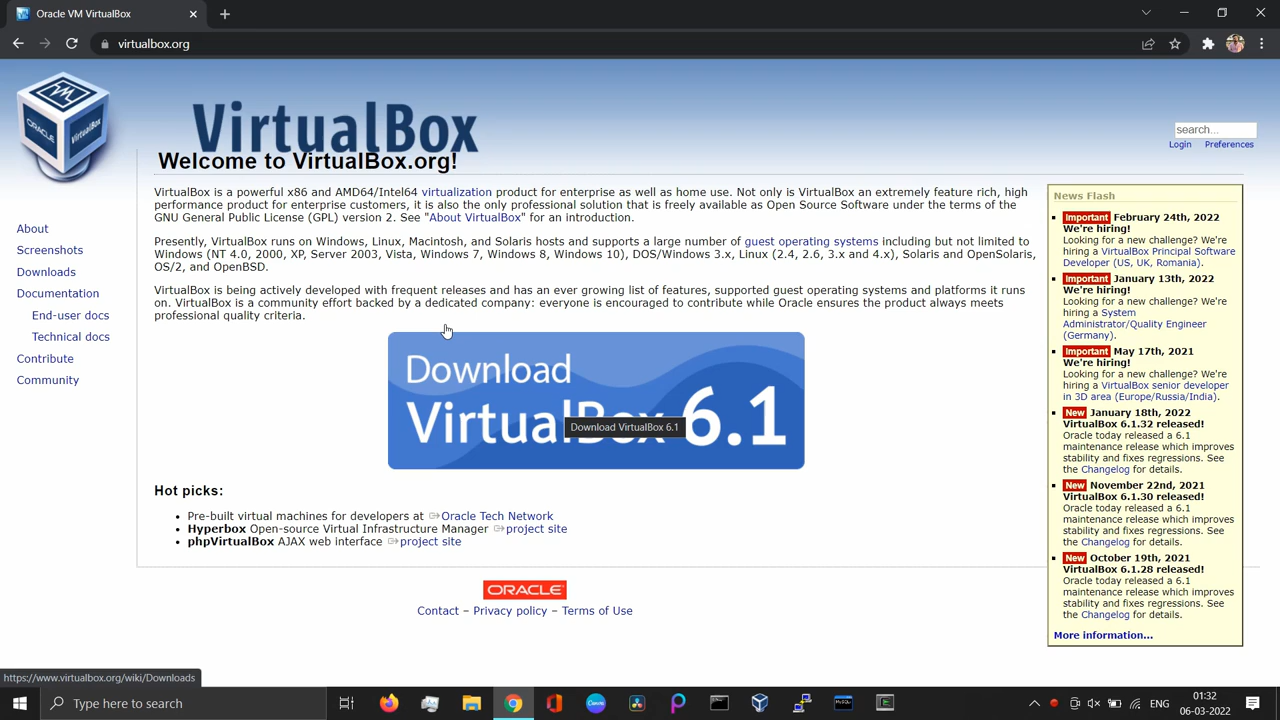 Oracle VM VirtualBox
virtualbox.org
ORACLE
VirtualBox
VirtualBox
search...
Login Preferences
Welcome to VirtualBox.org!
VirtualBox is a powerful x86 and AMD64/Intel64 virtualization product for enterprise as well as home use. Not only is VirtualBox an extremely feature rich, high
performance product for enterprise customers, it is also the only professional solution that is freely available as Open Source Software under the terms of the
GNU General Public License (GPL) version 2. See "About VirtualBox" for an introduction.
Presently, VirtualBox runs on Windows, Linux, Macintosh, and Solaris hosts and supports a large number of guest operating systems including but not limited to
Windows (NT 4.0, 2000, XP, Server 2003, Vista, Windows 7, Windows 8, Windows 10), DOS/Windows 3.x, Linux (2.4, 2.6, 3.x and 4.x), Solaris and OpenSolaris,
OS/2, and OpenBSD.
VirtualBox is being actively developed with frequent releases and has an ever growing list of features, supported guest operating systems and platforms it runs
on. VirtualBox is a community effort backed by a dedicated company: everyone is encouraged to contribute while Oracle ensures the product always meets
professional quality criteria.
About
Screenshots
Downloads
Documentation
End-user docs
Technical docs
Contribute
Community
Download
VirtualBox 6.1
Download VirtualBox 6.1
Hot picks:
Pre-built virtual machines for developers at Oracle Tech Network
Hyperbox Open-source Virtual Infrastructure Manager project site
phpVirtualBox AJAX web interface project site
ORACLE
Contact – Privacy policy – Terms of Use
News Flash
Important February 24th, 2022
We're hiring!
Looking for a new challenge? We're
hiring a VirtualBox Principal Software
Developer (US, UK, Romania).
Important January 13th, 2022
We're hiring!
Looking for a new challenge? We're
hiring a System
Administrator/Quality Engineer
(Germany).
Important May 17th, 2021
We're hiring!
Looking for a new challenge? We're
hiring a VirtualBox senior developer
in 3D area (Europe/Russia/India).
New January 18th, 2022
VirtualBox 6.1.32 released!
Oracle today released a 6.1
maintenance release which improves
stability and fixes regressions. See
the Changelog for details.
New November 22nd, 2021
VirtualBox 6.1.30 released!
Oracle today released a 6.1
maintenance release which improves
stability and fixes regressions. See
the Changelog for details.
New October 19th, 2021
VirtualBox 6.1.28 released!
Oracle today released a 6.1
maintenance release which improves
stability and fixes regressions. See
the Changelog for details.
More information...
https://www.virtualbox.org/wiki/Downloads
Type here to search
ENG
01:32
06-03-2022